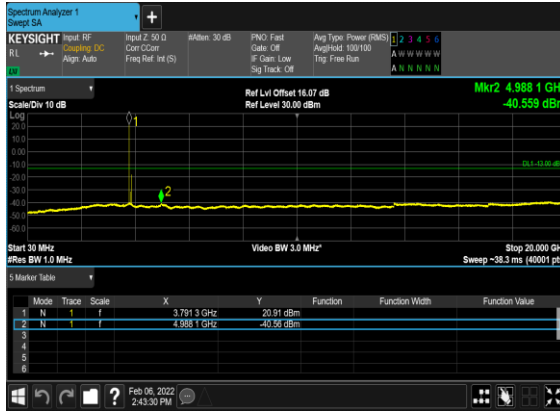 Spectrum Analyzer 1
Swept SA
KEYSIGHT
RL
LU
Input: RF
Coupling: DC
Align: Auto
Input Z: 50 Ω
Corr CCorr
Freq Ref: Int (S)
#Atten: 30 dB
PNO: Fast
Gate: Off
IF Gain: Low
Sig Track: Off
Avg Type: Power (RMS)
Avg|Hold: 100/100
Trig: Free Run
1 2 3 4 5 6
A W W W W W
A N N N N N
1 Spectrum
Scale/Div 10 dB
Ref Lvl Offset 16.07 dB
Ref Level 30.00 dBm
Mkr2 4.988 1 GHz
-40.559 dBm
Log
20.0
10.0
0.00
-10.0
-20.0
-30.0
-40.0
-50.0
-60.0
1
2
DL1 -13.00 dB
Start 30 MHz
#Res BW 1.0 MHz
Video BW 3.0 MHz*
Stop 20.000 GH
Sweep ~38.3 ms (40001 pt
5 Marker Table
Mode Trace Scale X Y Function Function Width Function Value
1 N 1 f 3.791 3 GHz 20.91 dBm
2 N 1 f 4.988 1 GHz -40.56 dBm
3
4
5
6
?
Feb 06, 2022
2:43:30 PM